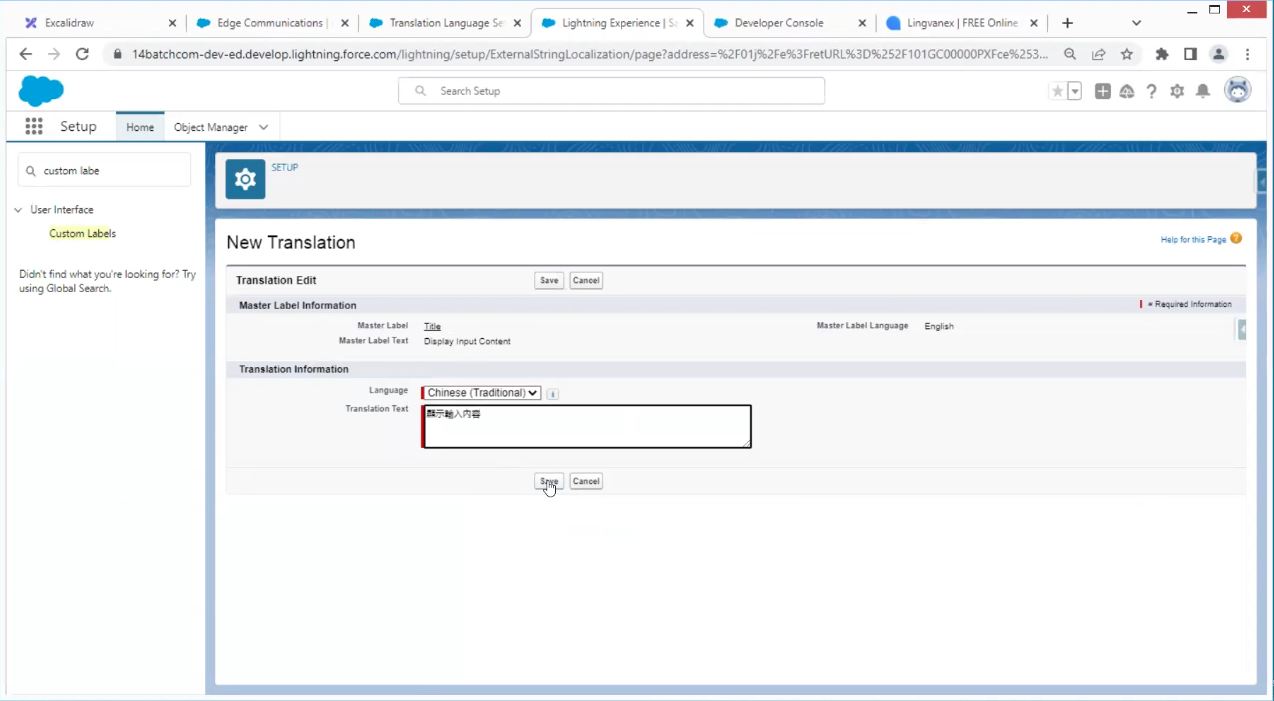 Excalidraw
Edge Communications |
Translation Language Se
Lightning Experience | Sa
Developer Console
Lingvanex | FREE Online
14batchcom-dev-ed.develop.lightning.force.com/lightning/setup/ExternalStringLocalization/page?address=%2F01j%2Fe%3FretURL%3D%252F101GC00000PXFce%253...
Search Setup
Setup
Home
Object Manager
custom labe
SETUP
User Interface
Custom Labels
Didn't find what you're looking for? Try
using Global Search.
New Translation
Help for this Page
Translation Edit
Save
Cancel
Master Label Information
= Required Information
Master Label
Title
Master Label Language
English
Master Label Text
Display Input Content
Translation Information
Language
Chinese (Traditional)
Translation Text
顯示輸入内容
Save
Cancel